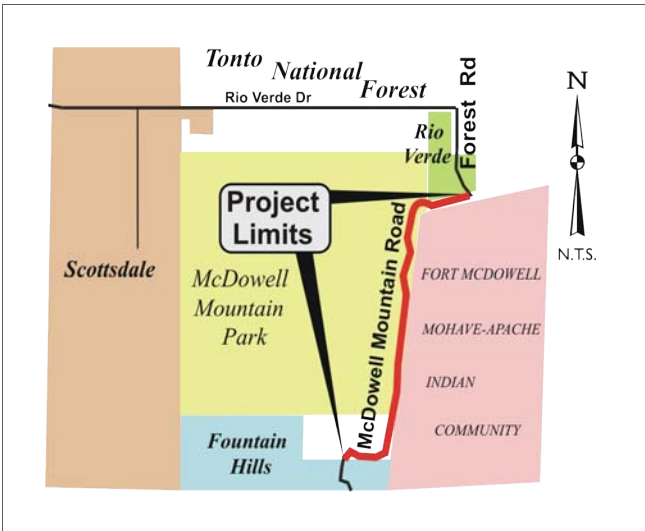 Tonto
National
Forest
Rio Verde Dr
Forest Rd
N
Rio
Verde
Project
Limits
N.T.S.
Scottsdale
McDowell
Mountain
Park
McDowell Mountain Road
FORT MCDOWELL
MOHAVE-APACHE
INDIAN
COMMUNITY
Fountain
Hills